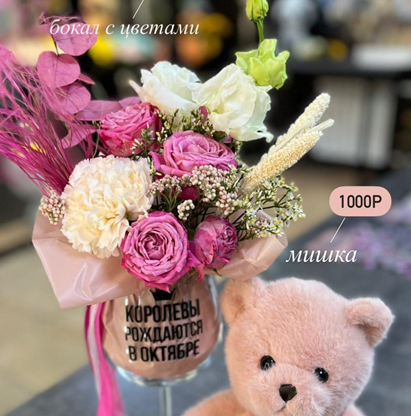 бокал с цветами
1000Р
мишка
КОРОЛЕВЫ
РОЖДАЮТСЯ
В ОКТЯБРЕ